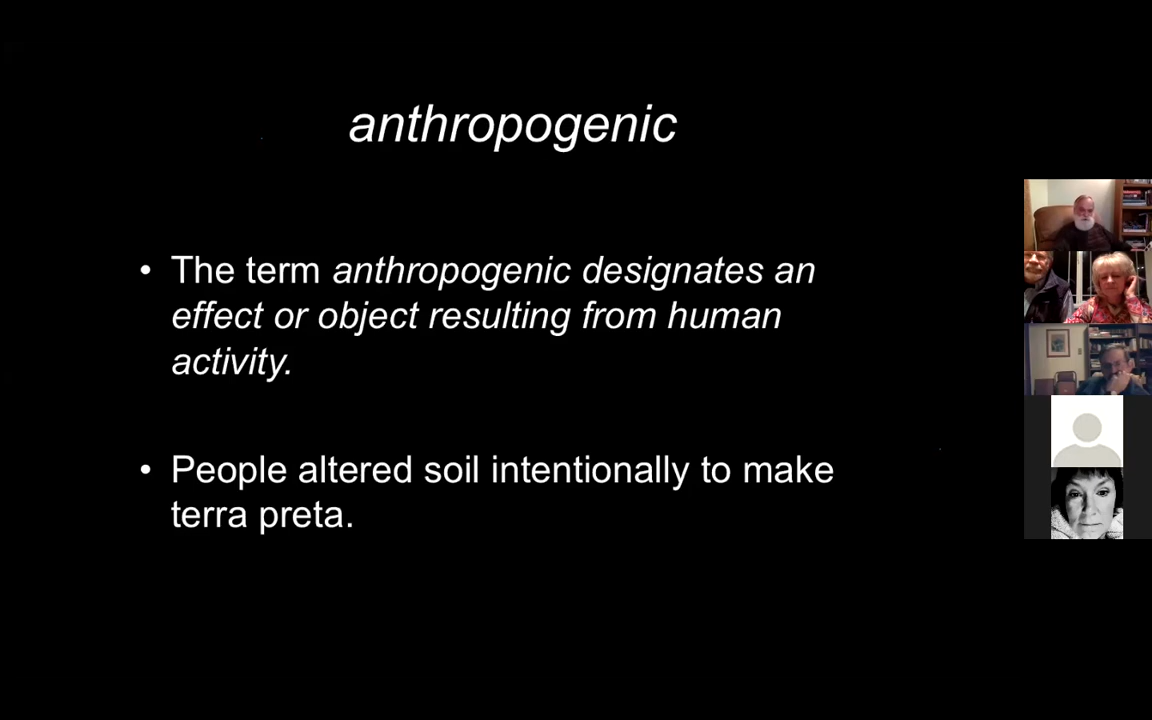 anthropogenic
• The term anthropogenic designates an
effect or object resulting from human
activity.
• People altered soil intentionally to make
terra preta.